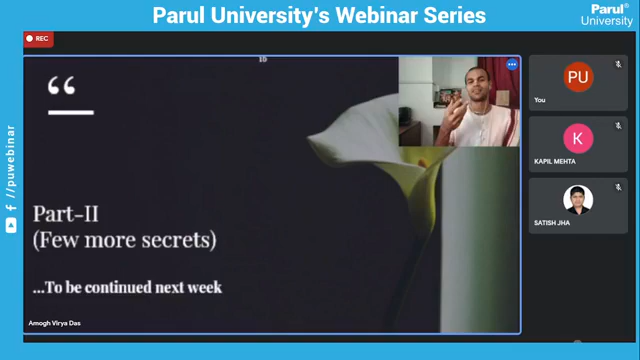 Parul University's Webinar Series
Parul®
University
REC
15
“
Part-II
(Few more secrets)
...To be continued next week
Amogh Virya Das
PU
You
K
KAPIL MEHTA
SATISH JHA
//puwebinar